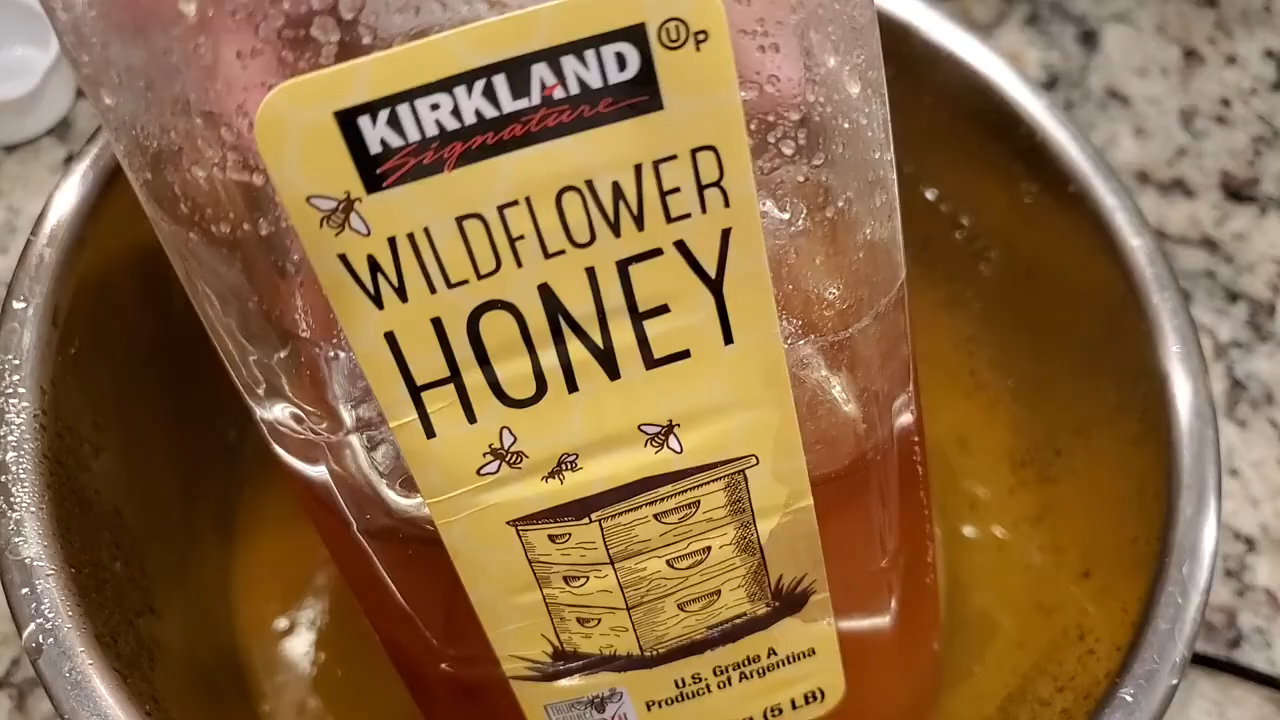 KIRKLAND
Signature
U P
WILDFLOWER
HONEY
U.S. Grade A
Product of Argentina
(5 LB)